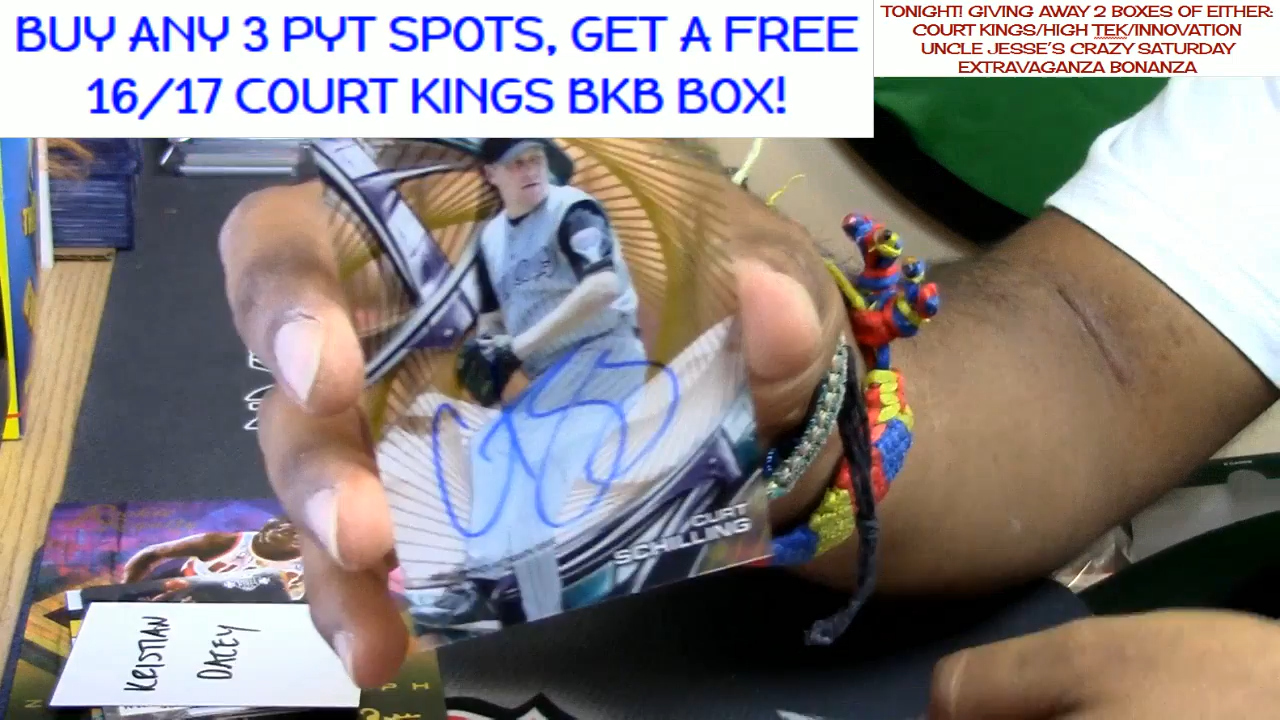 BUY ANY 3 PYT SPOTS, GET A FREE
16/17 COURT KINGS BKB BOX!
TONIGHT! GIVING AWAY 2 BOXES OF EITHER:
COURT KINGS/HIGH TEK/INNOVATION
UNCLE JESSE'S CRAZY SATURDAY
EXTRAVAGANZA BONANZA
CURT
SCHILLING
KRISTIAN
DACEY